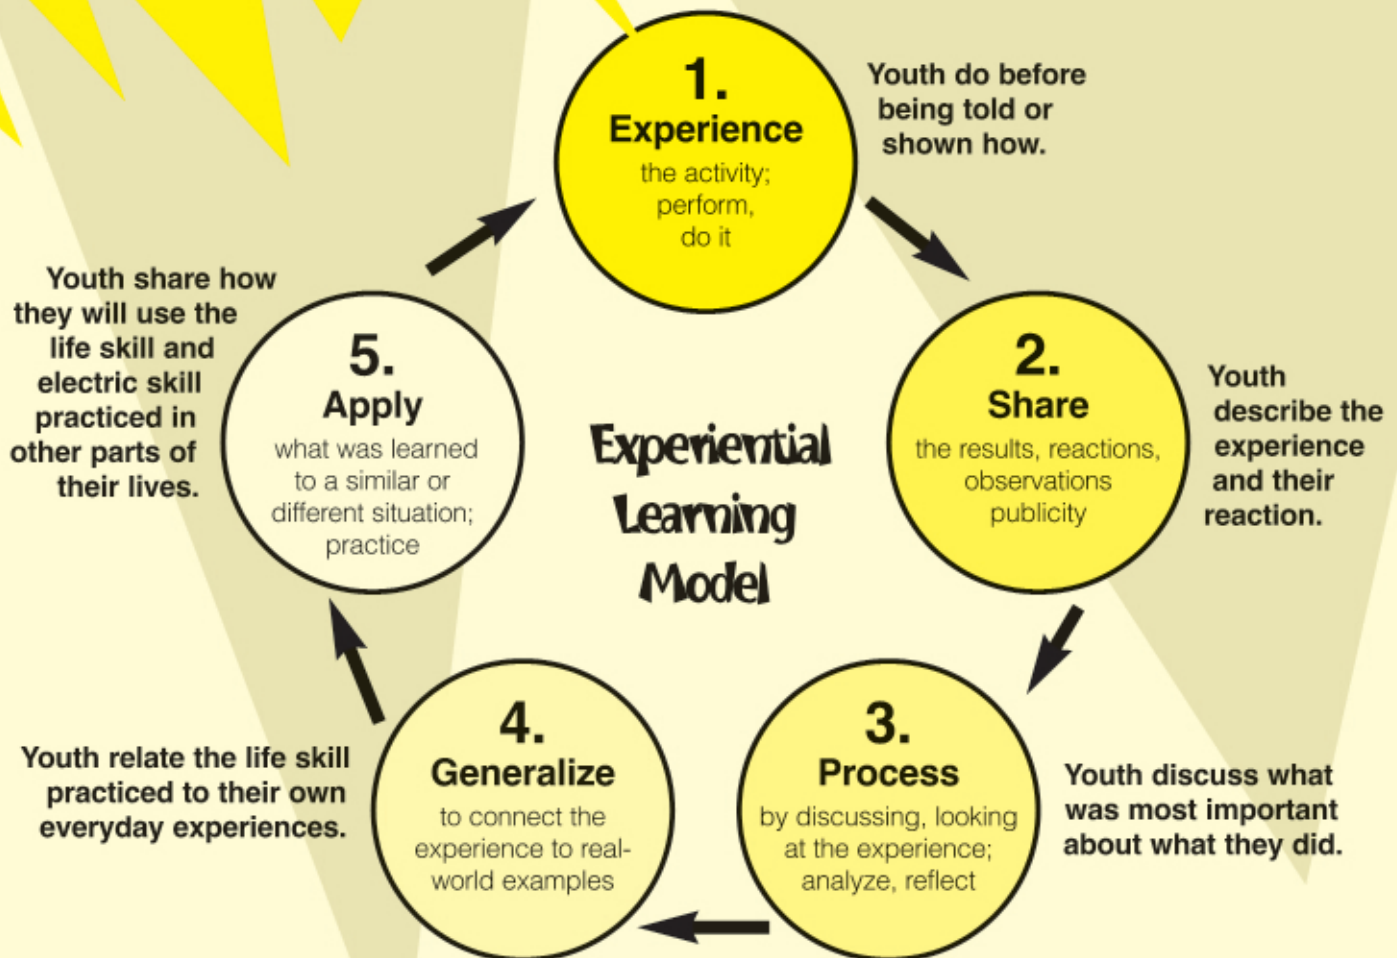 1.
Experience
the activity;
perform,
do it
Youth do before
being told or
shown how.
2.
Share
the results, reactions,
observations
publicity
Youth
describe the
experience
and their
reaction.
3.
Process
by discussing, looking
at the experience;
analyze, reflect
Youth discuss what
was most important
about what they did.
4.
Generalize
to connect the
experience to real-
world examples
Youth relate the life skill
practiced to their own
everyday experiences.
5.
Apply
what was learned
to a similar or
different situation;
practice
Youth share how
they will use the
life skill and
electric skill
practiced in
other parts of
their lives.
Experiential
Learning
Model